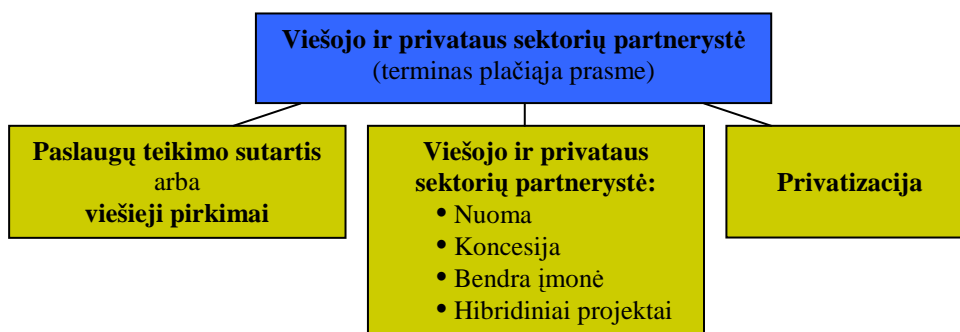 Viešojo ir privataus sektorių partnerystė
(terminas plačiąja prasme)
Paslaugų teikimo sutartis
arba
viešieji pirkimai
Viešojo ir privataus
sektorių partnerystė:
• Nuoma
• Koncesija
• Bendra įmonė
• Hibridiniai projektai
Privatizacija